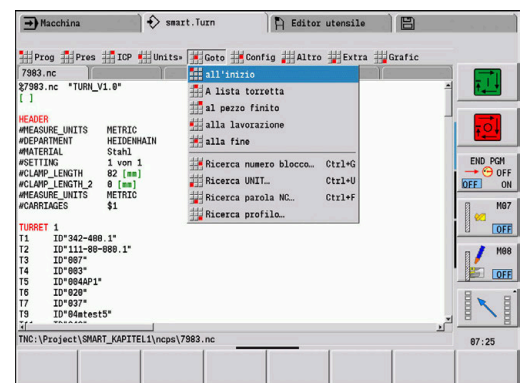 Macchina smart.Turn Editor utensile
Prog Pres ICP Units» Goto Config Altro Extra Grafic
7983.nc
%7983.nc "TURN_V1.0"
[ ]
HEADER
#MEASURE_UNITS METRIC
#DEPARTMENT HEIDENHAIN
#MATERIAL Stahl
#SETTING 1 von 1
#CLAMP_LENGTH 82 [mm]
#CLAMP_LENGTH_2 0 [mm]
#MEASURE_UNITS METRIC
#CARRIAGES $1
TURRET 1
T1 ID"342-400.1"
T2 ID"111-80-080.1"
T3 ID"007"
T4 ID"003"
T5 ID"004AP1"
T6 ID"020"
T7 ID"037"
T9 ID"04mtest5"
all'inizio
A lista torretta
al pezzo finito
alla lavorazione
alla fine
Ricerca numero blocco… Ctrl+G
Ricerca UNIT… Ctrl+U
Ricerca parola NC… Ctrl+F
Ricerca profilo…
TNC:\Project\SMART_KAPITEL1\ncps\7983.nc
END PGM
OFF
OFF ON
M07
OFF
M08
OFF
07:25